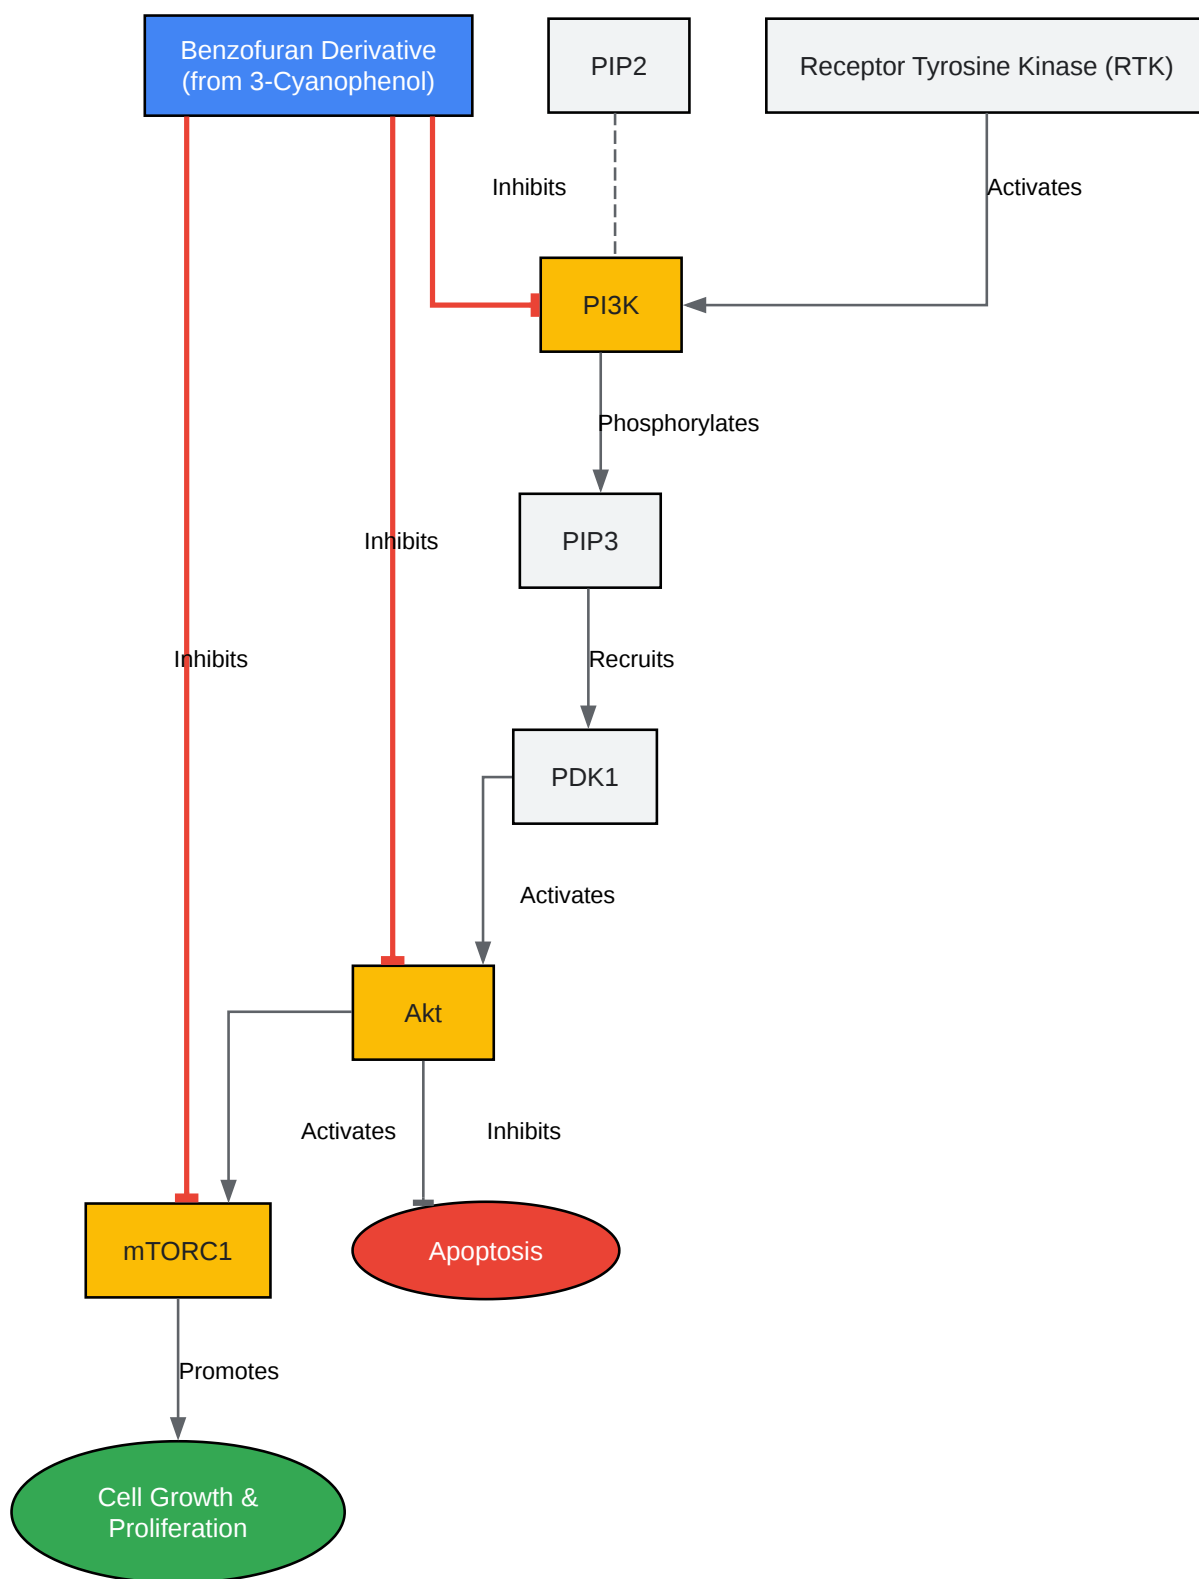 Benzofuran Derivative
(from 3-Cyanophenol)
PIP2
Receptor Tyrosine Kinase (RTK)
Inhibits
Activates
PI3K
Phosphorylates
PIP3
Inhibits
Inhibits
Recruits
PDK1
Activates
Akt
Activates
Inhibits
mTORC1
Apoptosis
Promotes
Cell Growth &
Proliferation